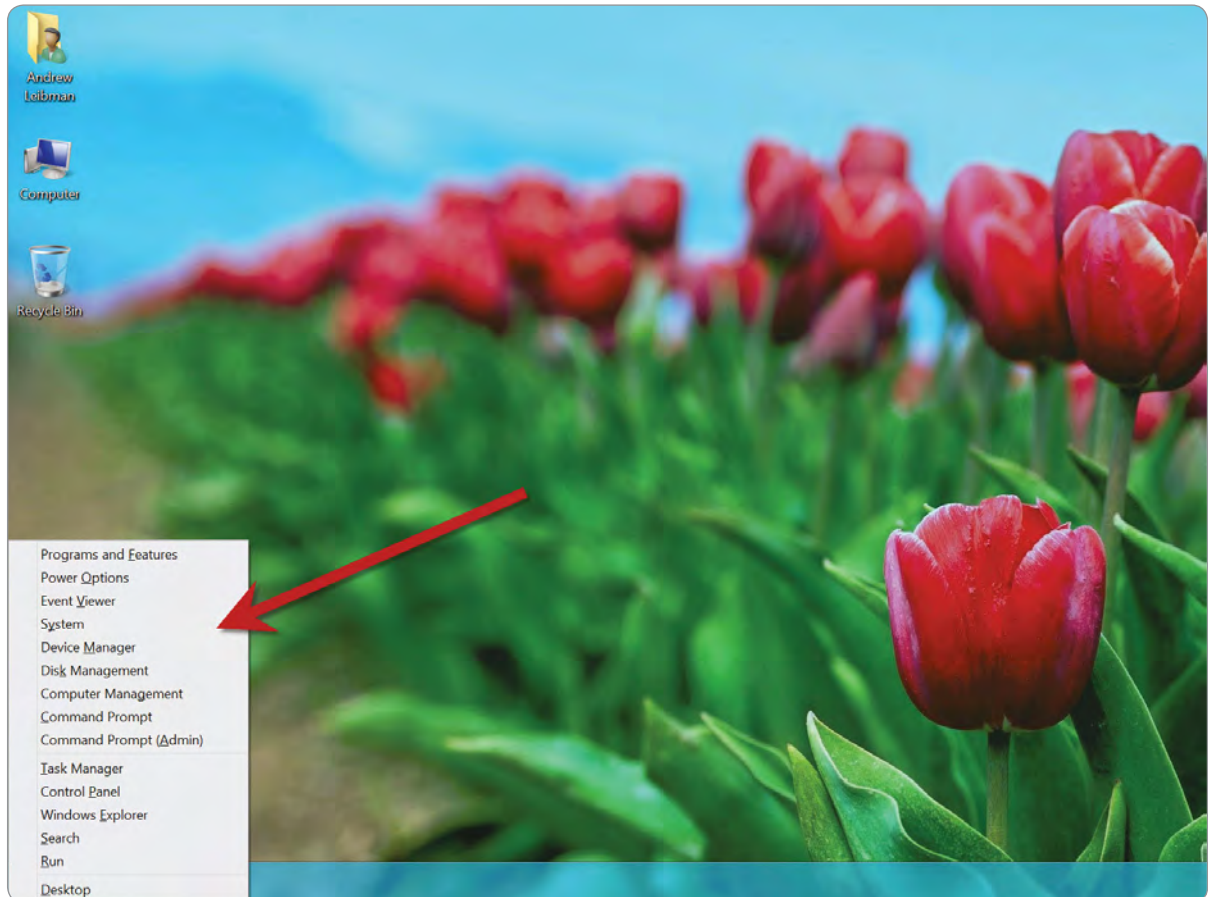 Andrew
Leibman
Computer
Recycle Bin
Programs and Features
Power Options
Event Viewer
System
Device Manager
Disk Management
Computer Management
Command Prompt
Command Prompt (Admin)
Task Manager
Control Panel
Windows Explorer
Search
Run
Desktop